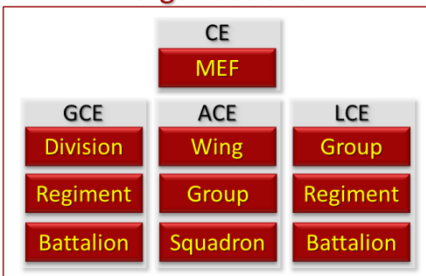 CE
MEF
GCE ACE LCE
Division Wing Group
Regiment Group Regiment
Battalion Squadron Battalion